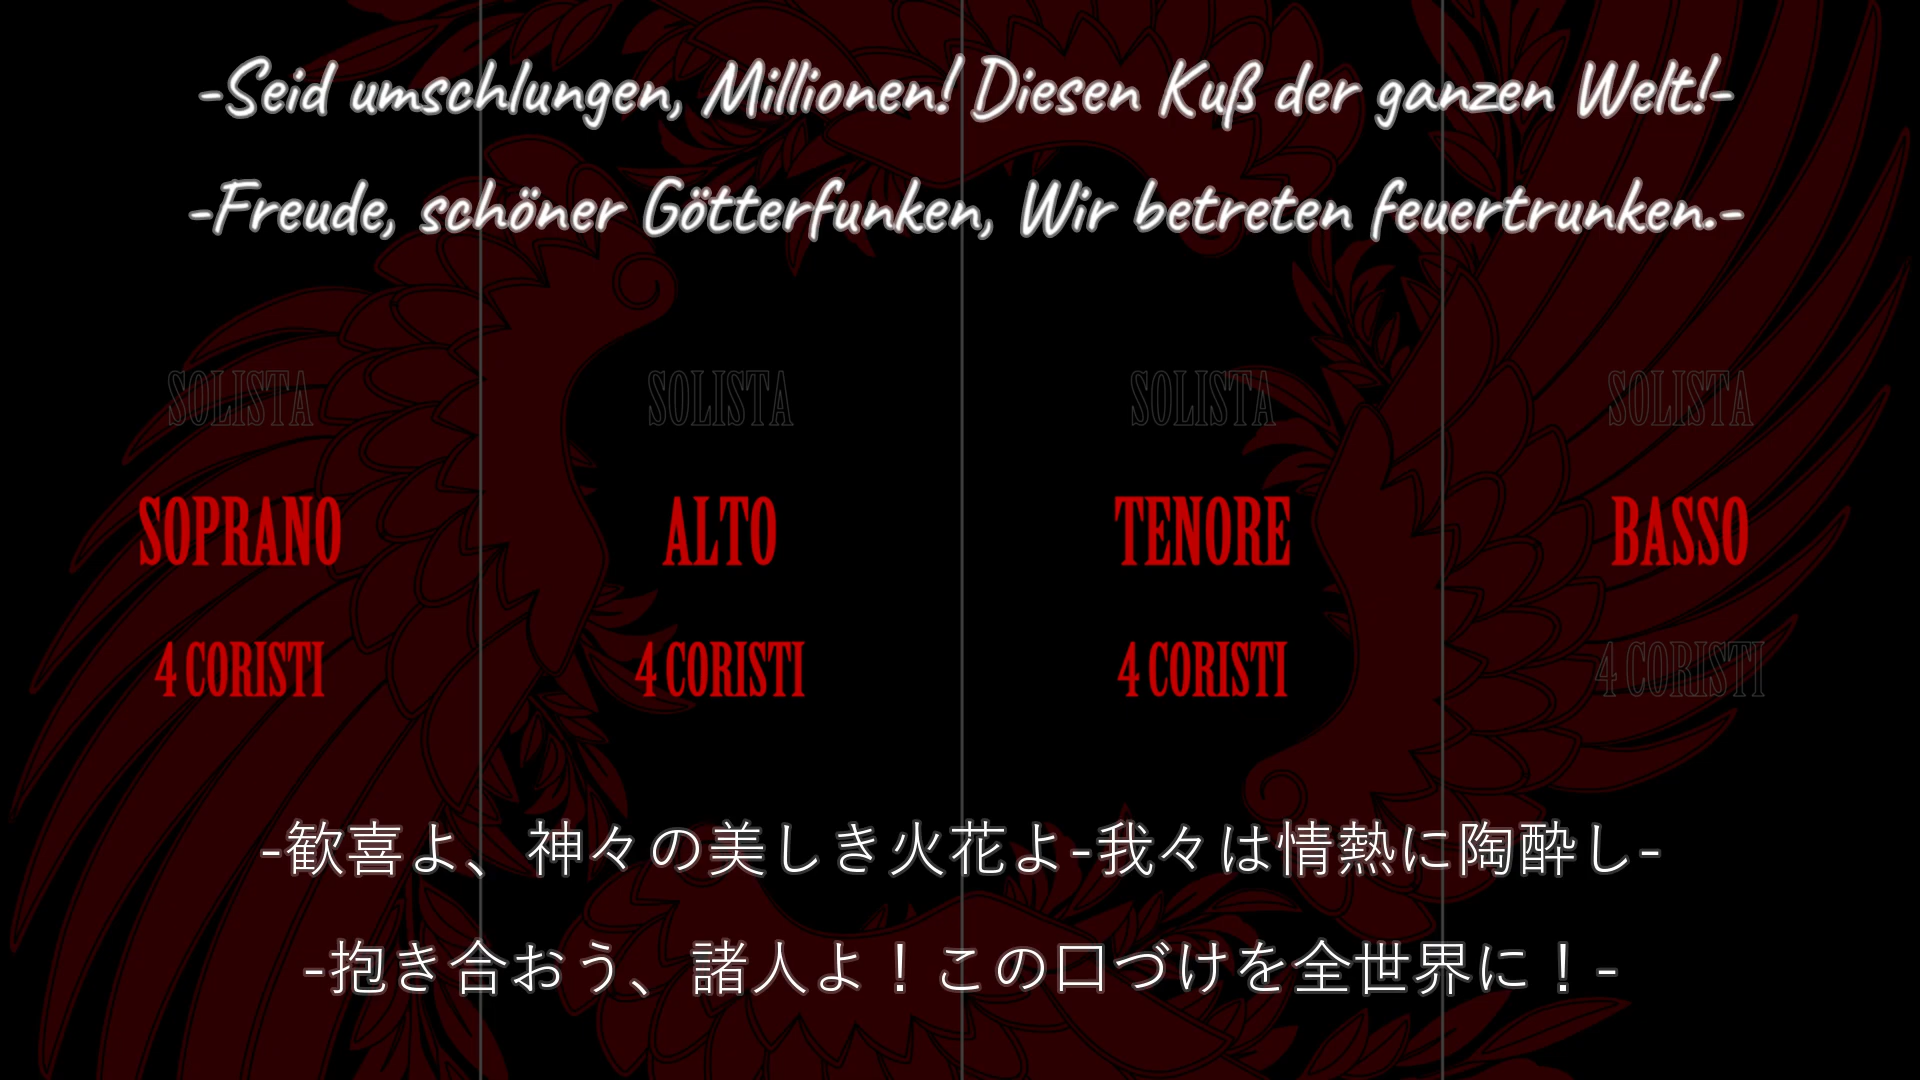 -Seid umschlungen, Millionen! Diesen Kuß der ganzen Welt!-
-Freude, schöner Götterfunken, Wir betreten feuertrunken.-
SOLISTA SOLISTA SOLISTA SOLISTA
SOPRANO ALTO TENORE BASSO
4 CORISTI 4 CORISTI 4 CORISTI 4 CORISTI
-歓喜よ、神々の美しき火花よ-我々は情熱に陶酔し-
-抱き合おう、諸人よ！この口づけを全世界に！-